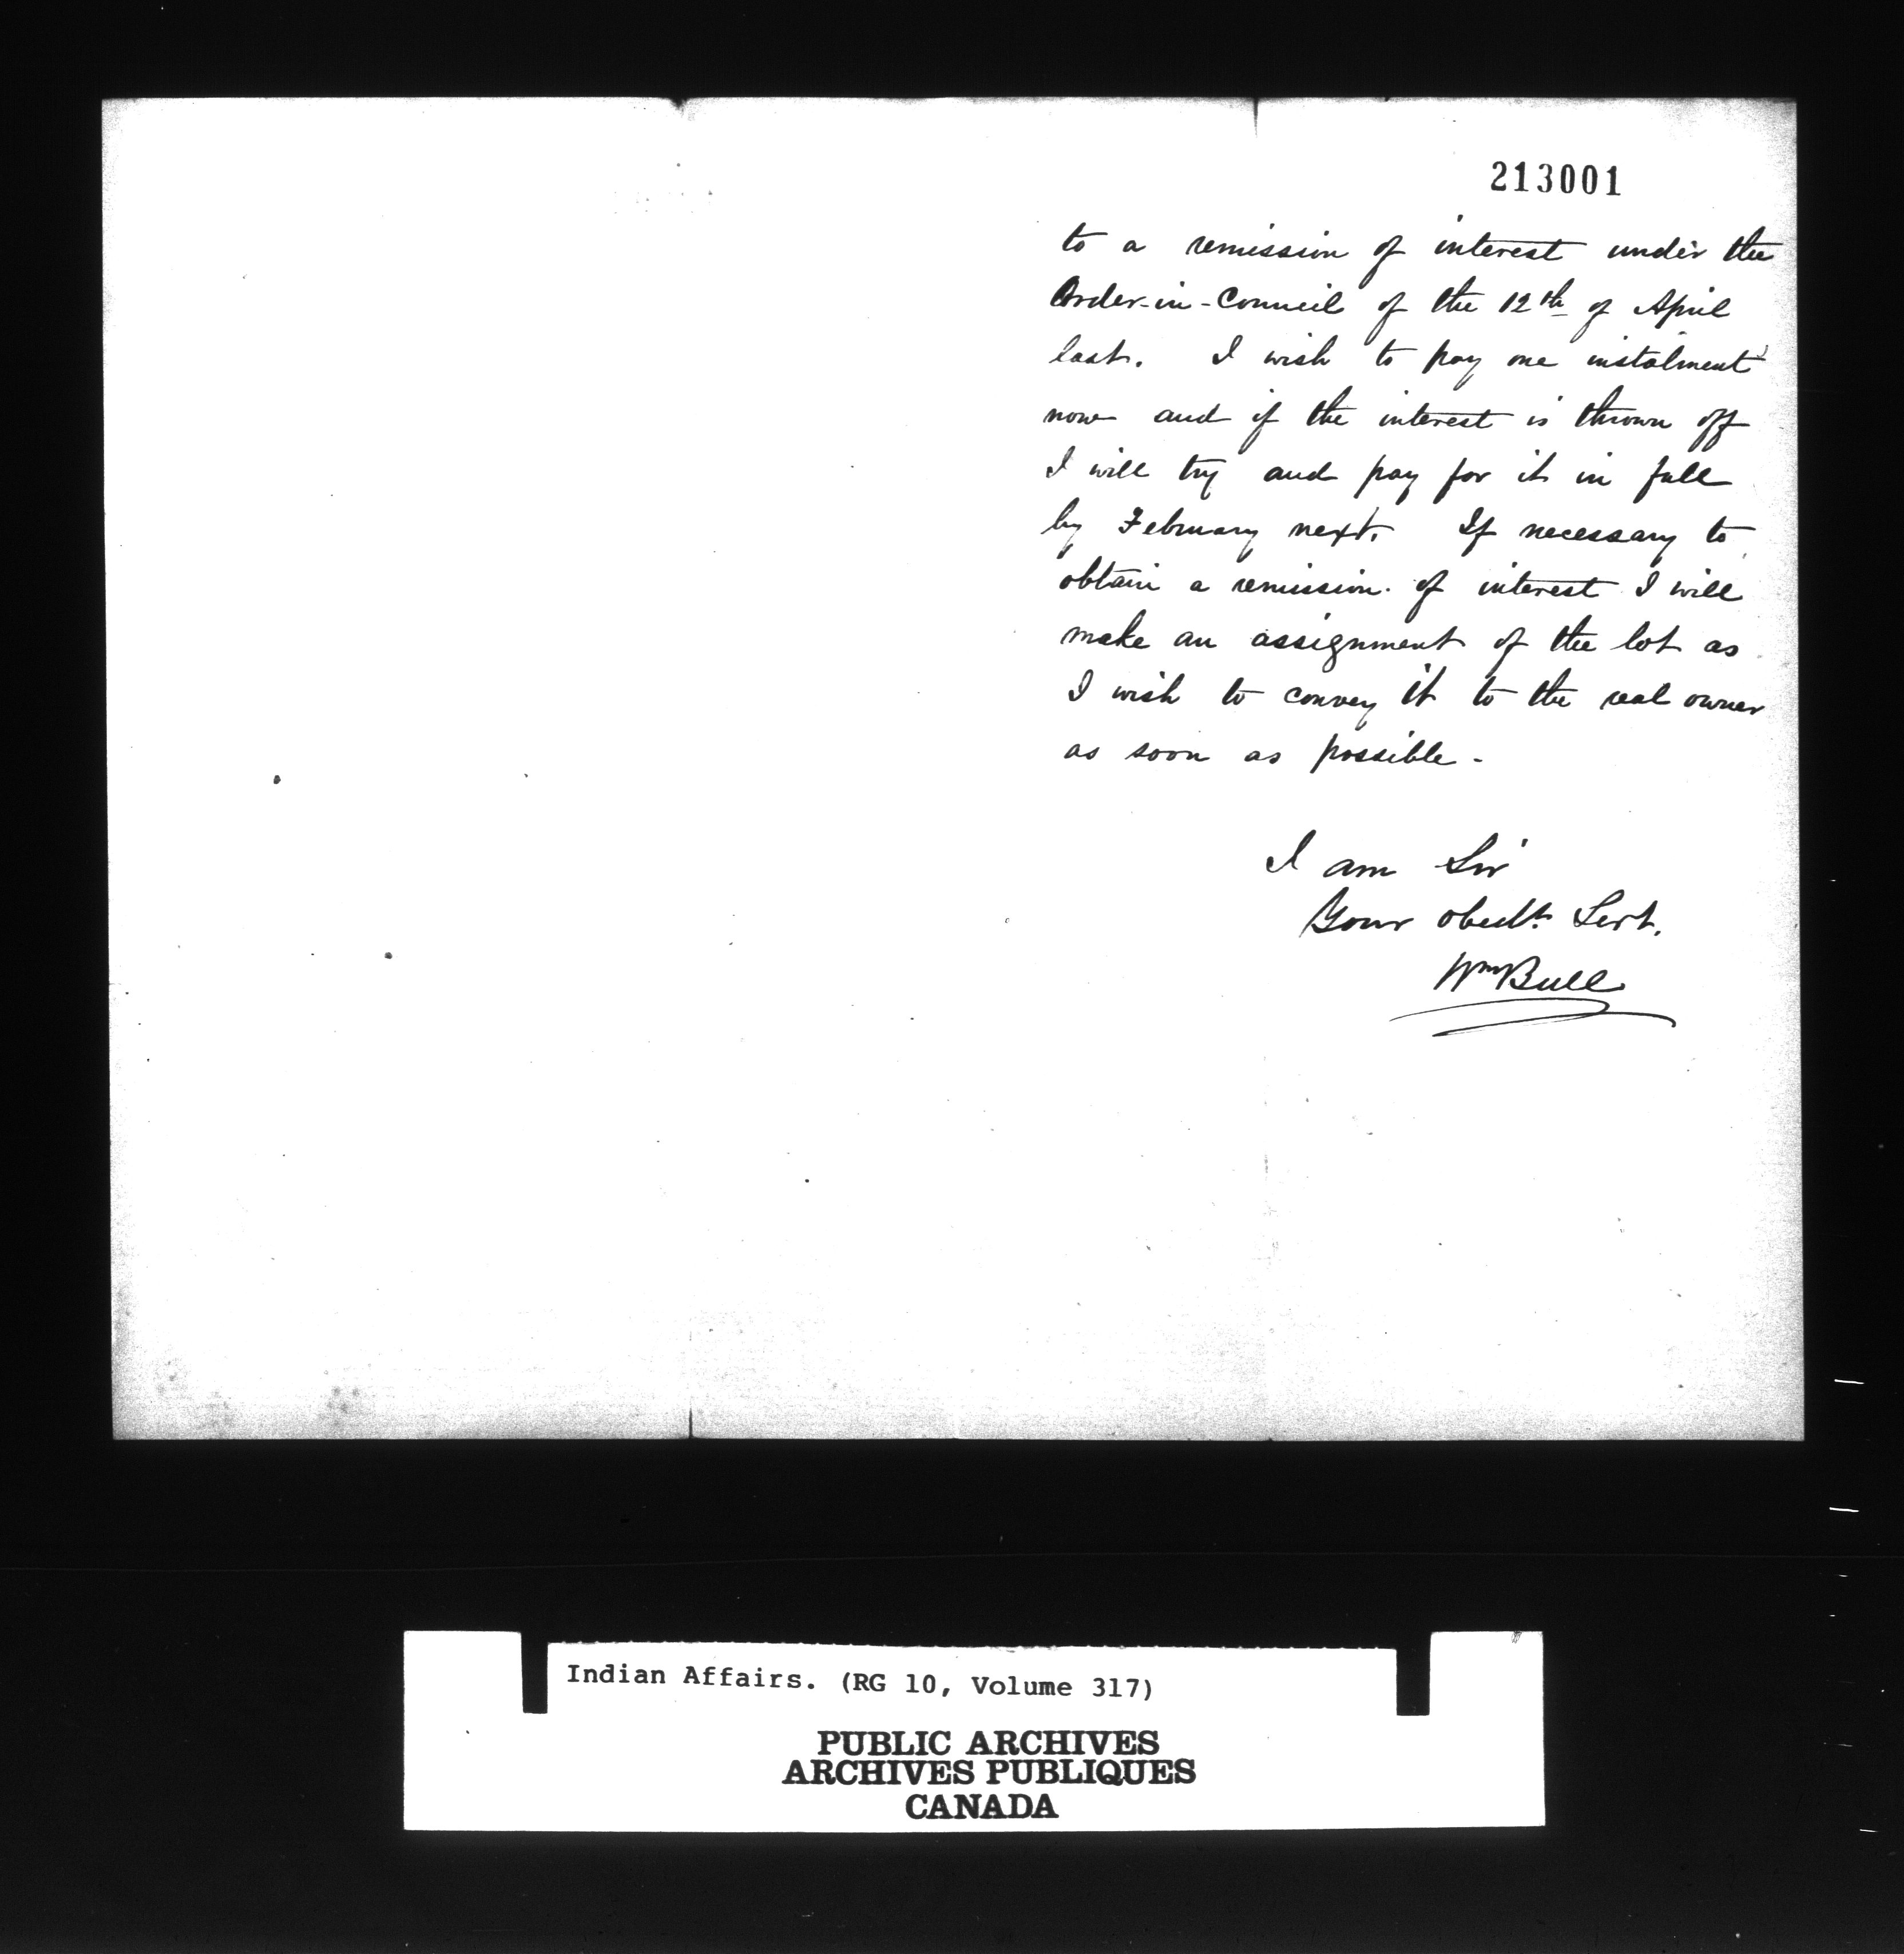 213001
to a remission of interest under the
Order-in-Council of the 12th of April
last. I wish to pay one instalment
now and if the interest is thrown off
I will try and pay for it in full
by February next. If necessary to
obtain a remission of interest I will
make an assignment of the lot as
I wish to convey it to the real owner
as soon as possible -
I am Sir
Your obedt. Servt.
Wm Bull
Indian Affairs. (RG 10, Volume 317)
PUBLIC ARCHIVES
ARCHIVES PUBLIQUES
CANADA